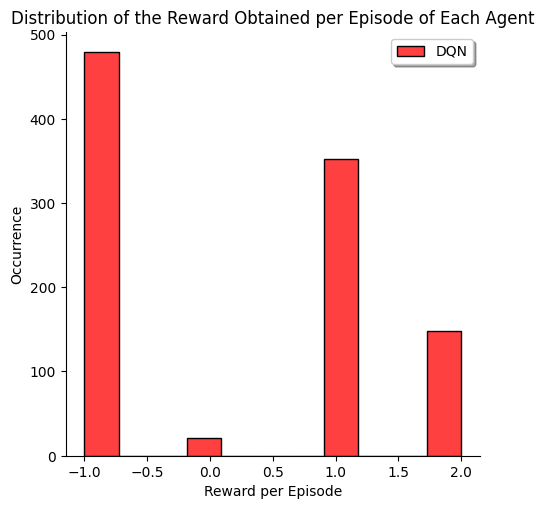 Distribution of the Reward Obtained per Episode of Each Agent
DQN
500
400
300
200
100
0
Occurrence
−1.0 −0.5 0.0 0.5 1.0 1.5 2.0
Reward per Episode